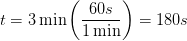 t = 3 min (60s / 1 min) = 180s